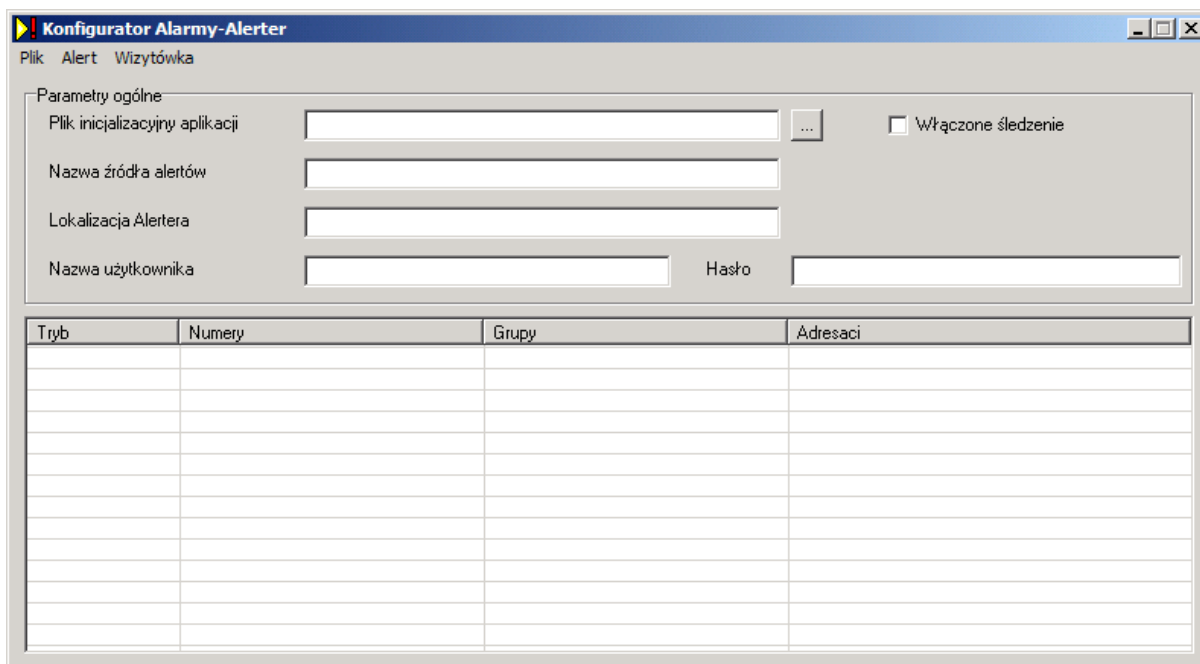 Konfigurator Alarmy-Alerter
Plik Alert Wizytówka
Parametry ogólne
Plik inicjalizacyjny aplikacji ... Włączone śledzenie
Nazwa źródła alertów
Lokalizacja Alertera
Nazwa użytkownika Hasło
Tryb Numery Grupy Adresaci